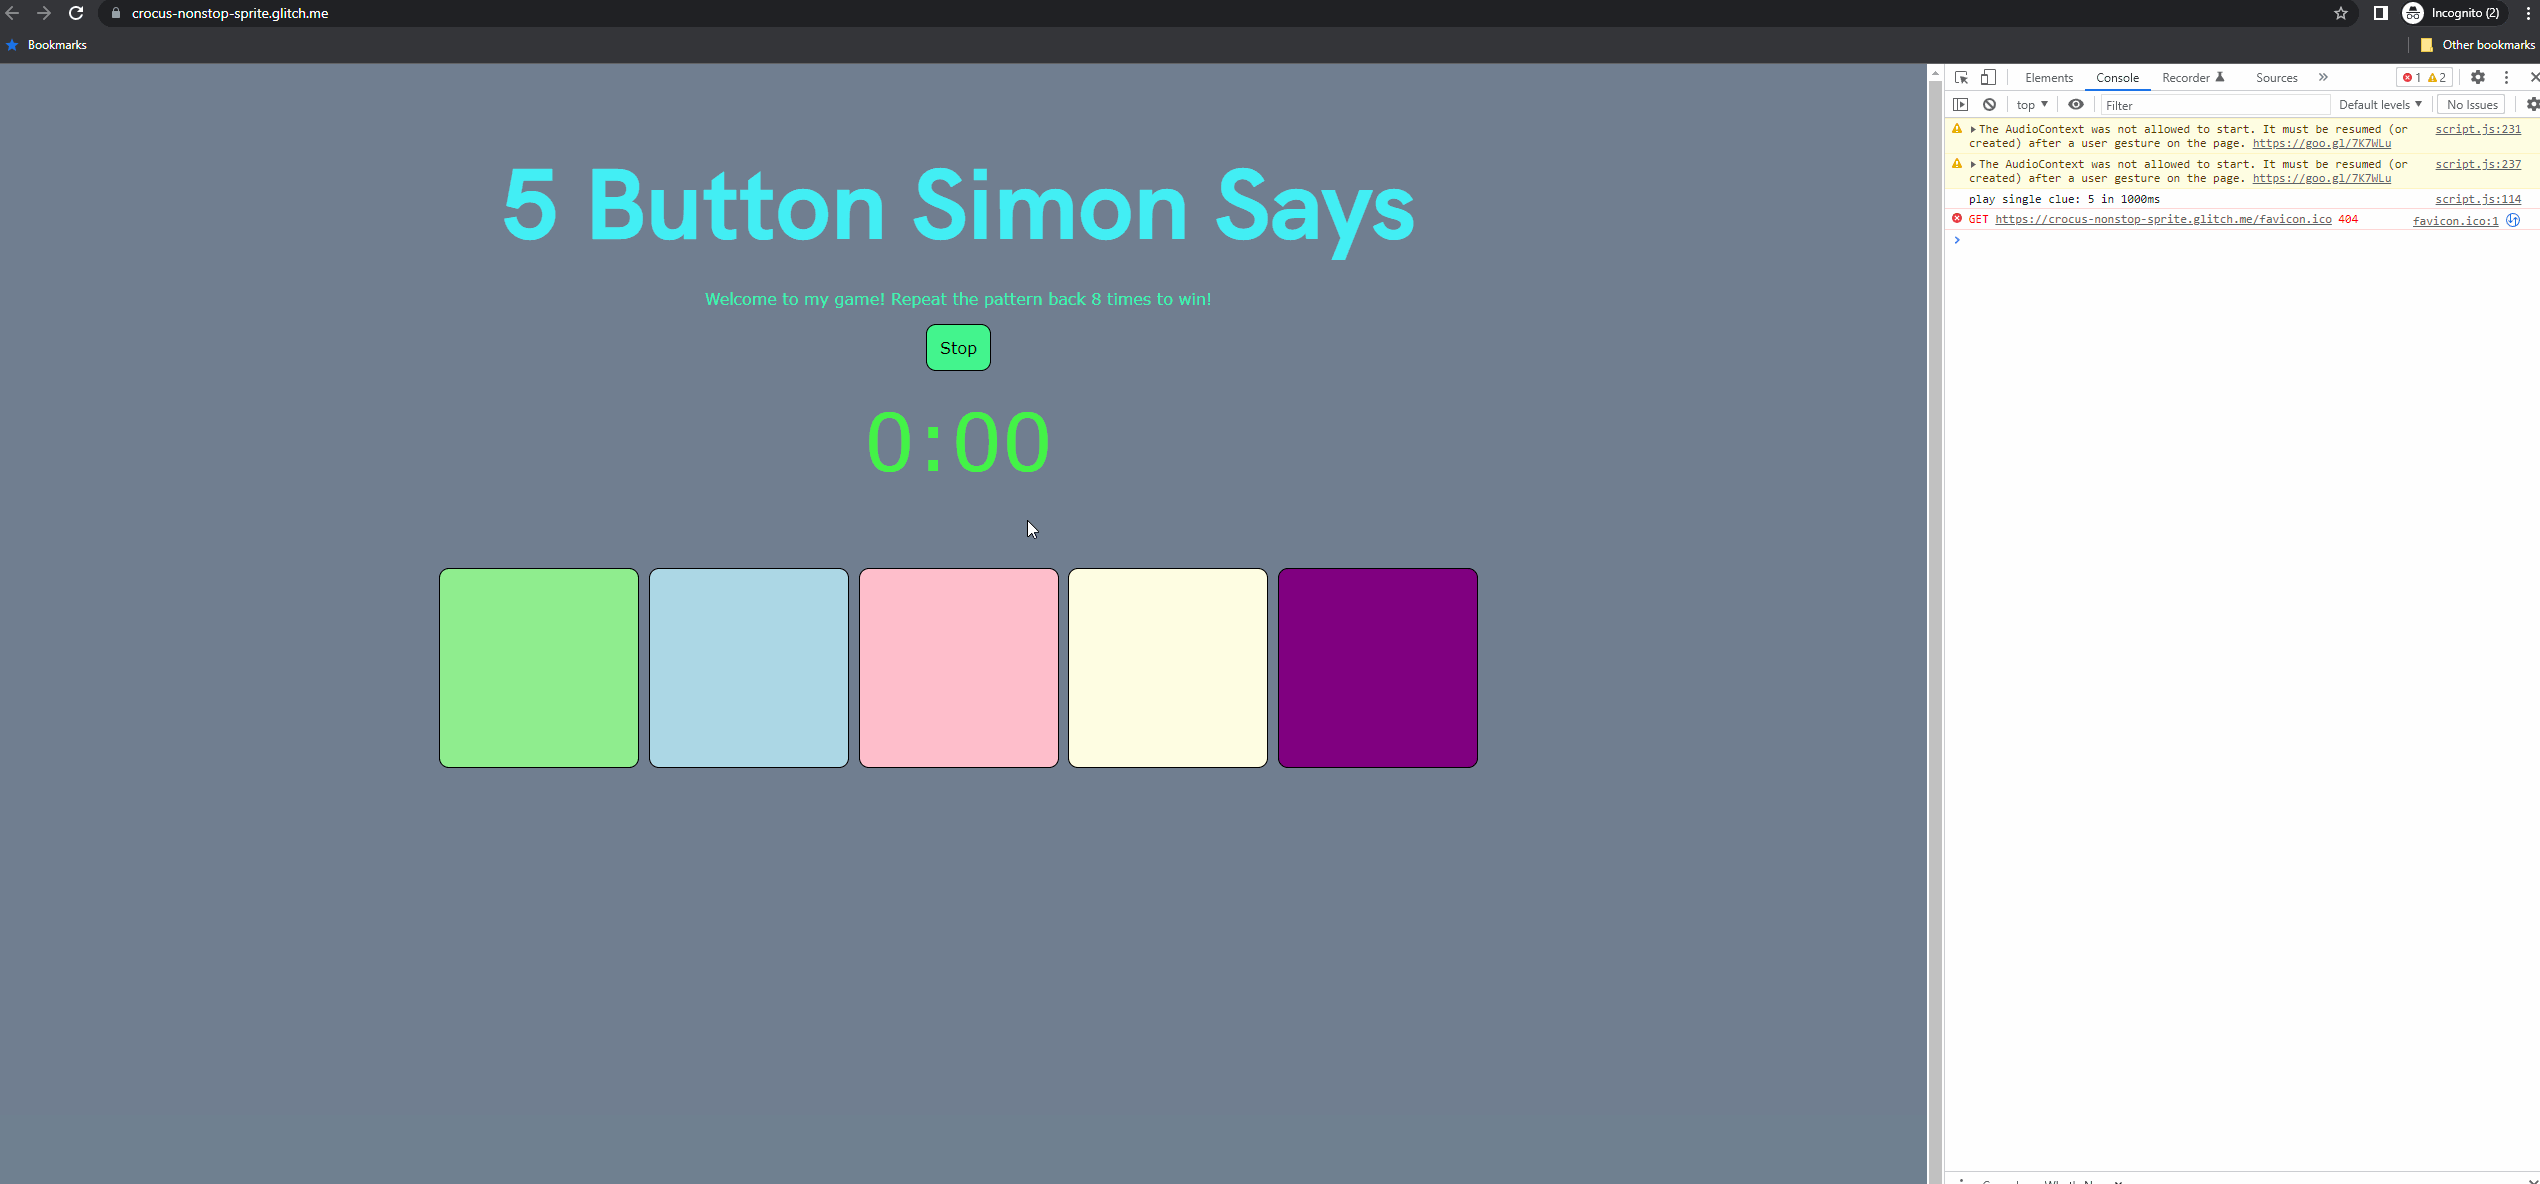 crocus-nonstop-sprite.glitch.me
Incognito (2)
Bookmarks
Other bookmarks
Elements Console Recorder Sources » 1 2
top Filter Default levels No Issues
The AudioContext was not allowed to start. It must be resumed (or script.js:231
created) after a user gesture on the page. https://goo.gl/7K7WLu
The AudioContext was not allowed to start. It must be resumed (or script.js:237
created) after a user gesture on the page. https://goo.gl/7K7WLu
play single clue: 5 in 1000ms script.js:114
GET https://crocus-nonstop-sprite.glitch.me/favicon.ico 404 favicon.ico:1
5 Button Simon Says
Welcome to my game! Repeat the pattern back 8 times to win!
Stop
0:00